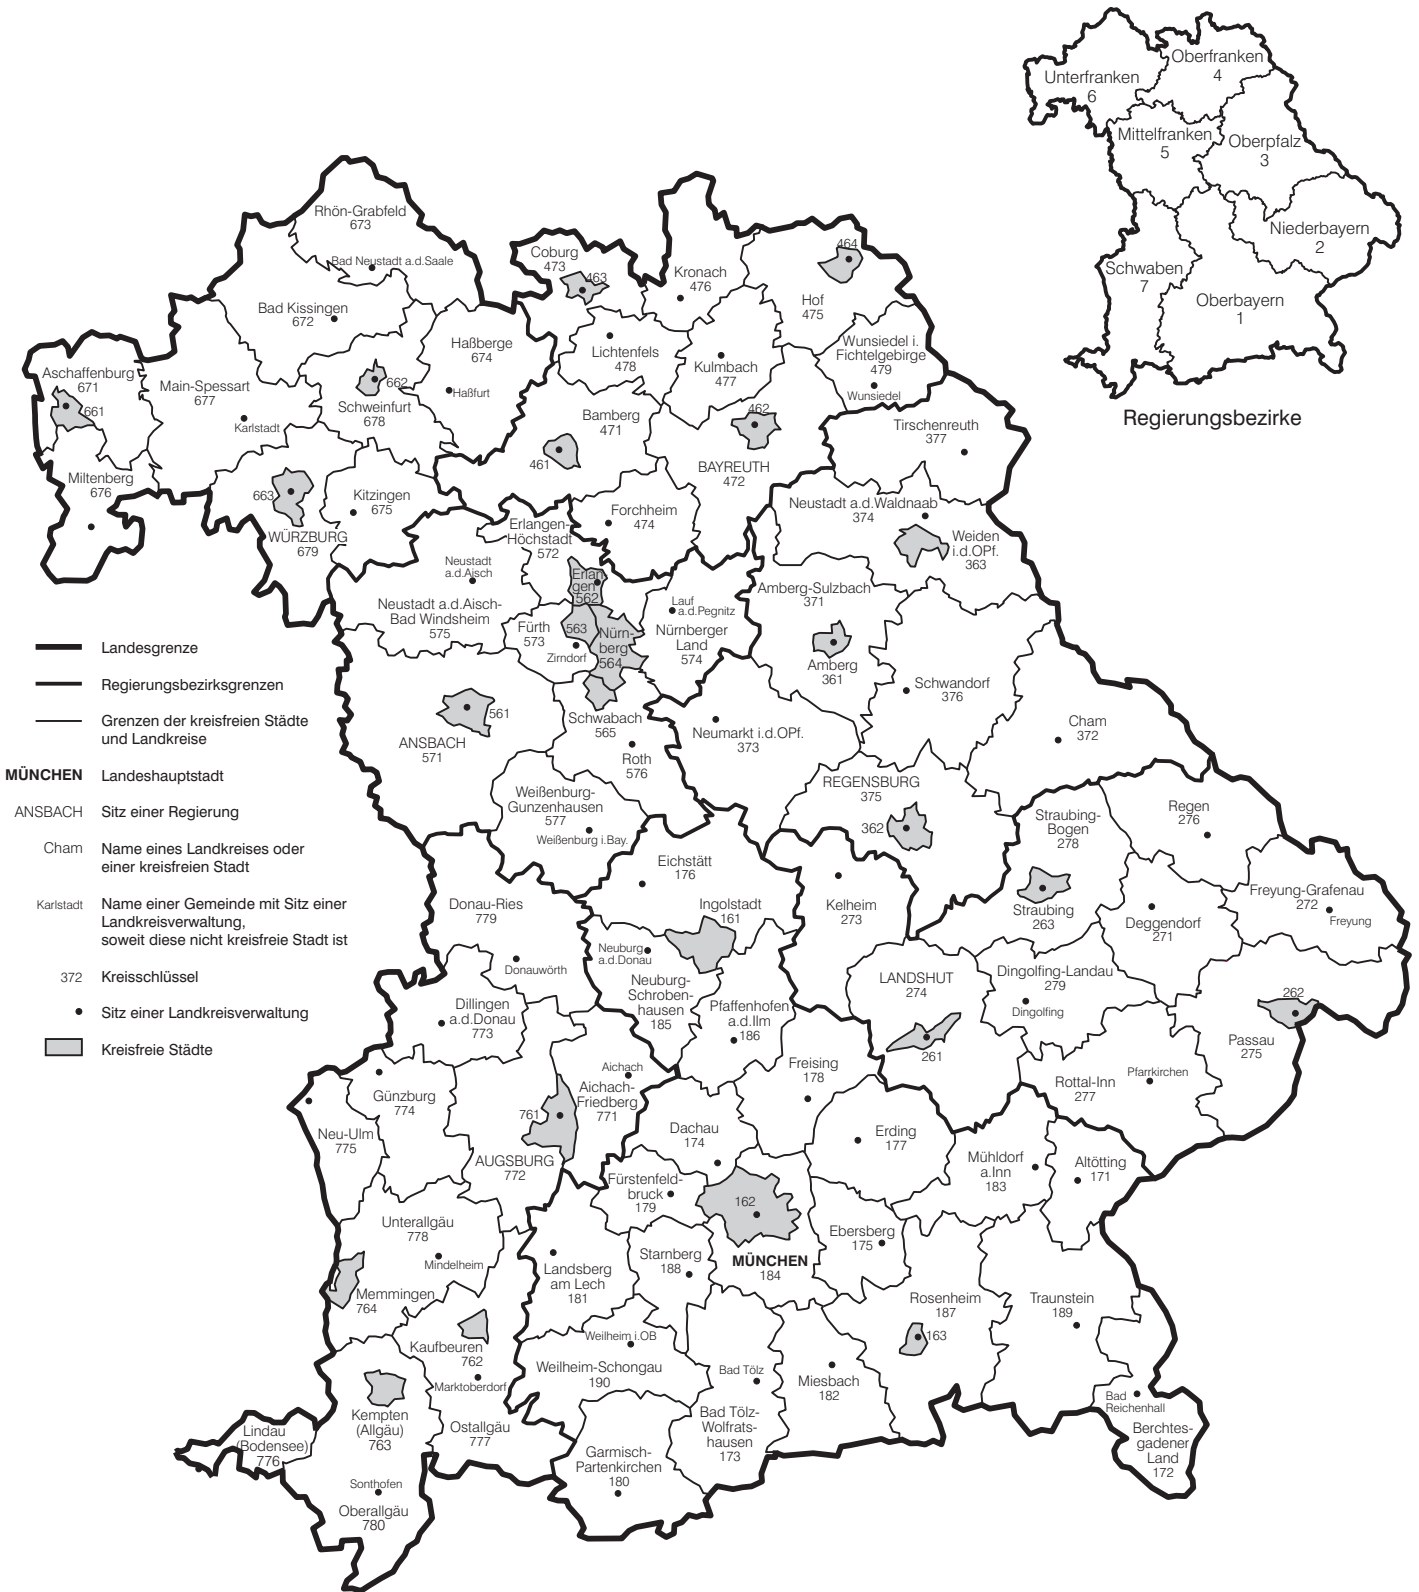 Unterfranken
6
Oberfranken
4
Mittelfranken
5
Oberpfalz
3
Niederbayern
2
Schwaben
7
Oberbayern
1
Regierungsbezirke
Rhön-Grabfeld
673
Bad Neustadt a.d.Saale
Bad Kissingen
672
Haßberge
674
Haßfurt
Aschaffenburg
671
661
Main-Spessart
677
Karlstadt
662
Schweinfurt
678
Miltenberg
676
663
WÜRZBURG
679
Kitzingen
675
Coburg
473
463
Kronach
476
464
Hof
475
Lichtenfels
478
Kulmbach
477
Wunsiedel i.
Fichtelgebirge
479
Wunsiedel
Bamberg
471
461
462
BAYREUTH
472
Forchheim
474
Tirschenreuth
377
Neustadt a.d.Waldnaab
374
Weiden
i.d.OPf.
363
Erlangen-
Höchstadt
572
Neustadt
a.d.Aisch
Neustadt a.d.Aisch-
Bad Windsheim
575
Erlan-
gen
562
Fürth
573
563
Zirndorf
Nürn-
berg
564
Lauf
a.d.Pegnitz
Nürnberger
Land
574
Amberg-Sulzbach
371
Amberg
361
Schwandorf
376
561
ANSBACH
571
Schwabach
565
Roth
576
Neumarkt i.d.OPf.
373
Cham
372
Weißenburg-
Gunzenhausen
577
Weißenburg i.Bay.
REGENSBURG
375
362
Straubing-
Bogen
278
Regen
276
Straubing
263
Deggendorf
271
Freyung-Grafenau
272
Freyung
Landesgrenze
Regierungsbezirksgrenzen
Grenzen der kreisfreien Städte
und Landkreise
MÜNCHEN Landeshauptstadt
ANSBACH Sitz einer Regierung
Cham Name eines Landkreises oder
einer kreisfreien Stadt
Karlstadt Name einer Gemeinde mit Sitz einer
Landkreisverwaltung,
soweit diese nicht kreisfreie Stadt ist
372 Kreisschlüssel
Sitz einer Landkreisverwaltung
Kreisfreie Städte
Eichstätt
176
Ingolstadt
161
Kelheim
273
Donau-Ries
779
Donauwörth
Neuburg
a.d.Donau
Neuburg-
Schroben-
hausen
185
Pfaffenhofen
a.d.Ilm
186
LANDSHUT
274
261
Dingolfing-Landau
279
Dingolfing
262
Passau
275
Rottal-Inn
277
Pfarrkirchen
Dillingen
a.d.Donau
773
Günzburg
774
Neu-Ulm
775
Aichach
Aichach-
Friedberg
771
761
AUGSBURG
772
Freising
178
Dachau
174
Erding
177
Mühldorf
a.Inn
183
Altötting
171
Fürstenfeld-
bruck
179
162
MÜNCHEN
184
Ebersberg
175
Unterallgäu
778
Mindelheim
Memmingen
764
Landsberg
am Lech
181
Starnberg
188
Rosenheim
187
163
Traunstein
189
Kaufbeuren
762
Marktoberdorf
Weilheim i.OB
Weilheim-Schongau
190
Bad Tölz
Bad Tölz-
Wolfrats-
hausen
173
Miesbach
182
Bad
Reichenhall
Berchtes-
gadener
Land
172
Lindau
(Bodensee)
776
Kempten
(Allgäu)
763
Ostallgäu
777
Sonthofen
Oberallgäu
780
Garmisch-
Partenkirchen
180